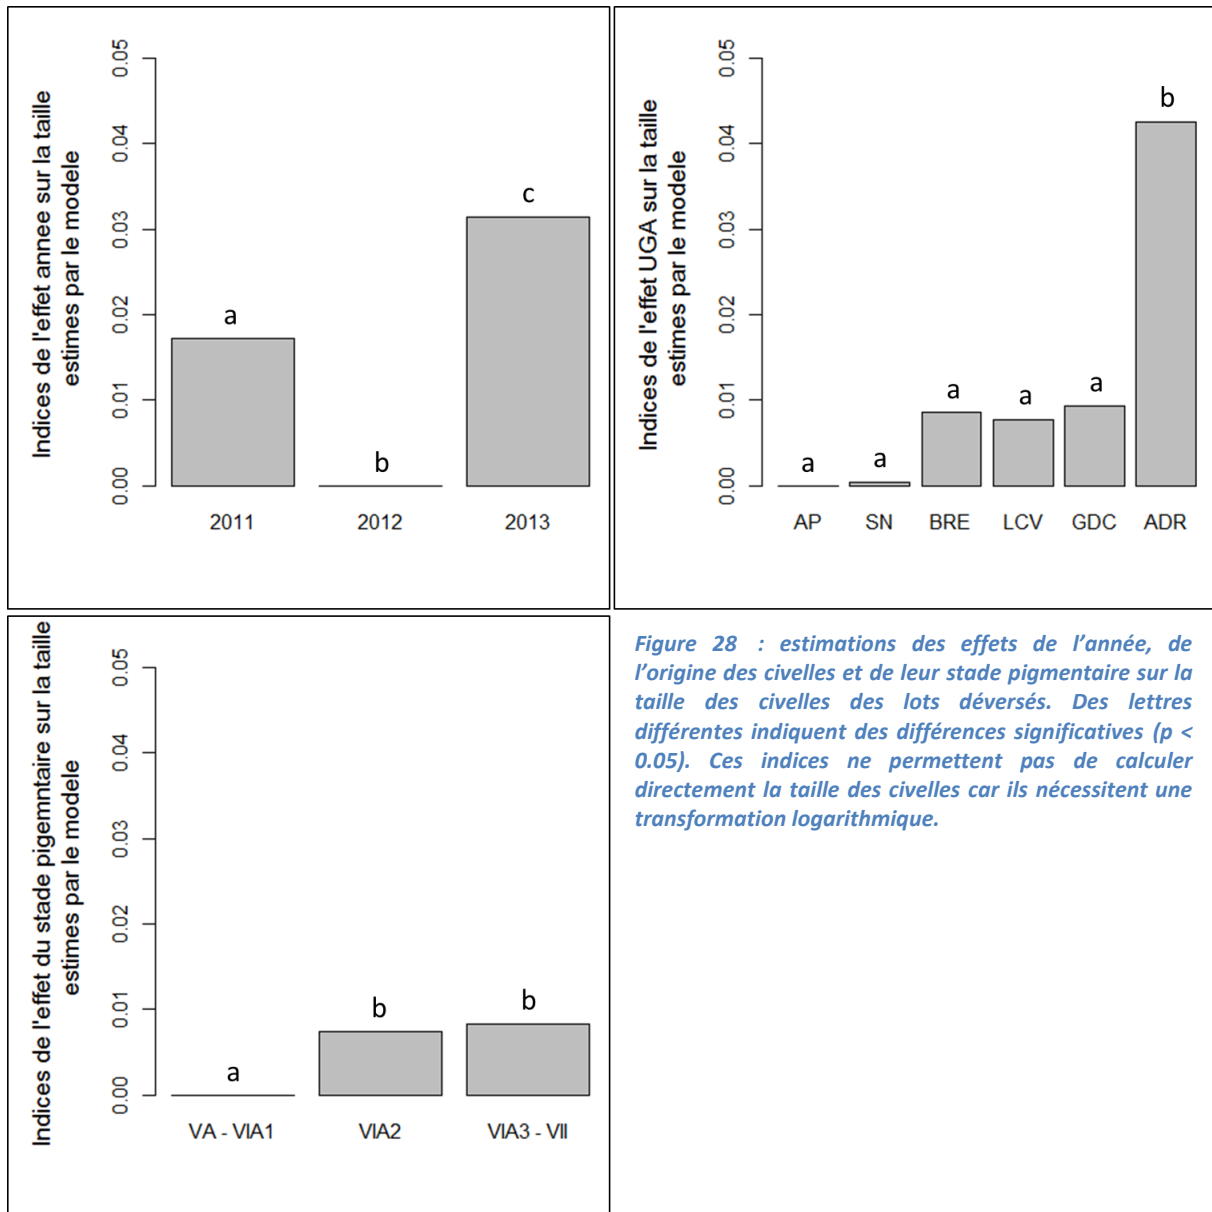 Indices de l'effet annee sur la taille
estimes par le modele
0.05
0.04
0.03
0.02
0.01
0.00
a
b
c
2011
2012
2013
Indices de l'effet UGA sur la taille
estimes par le modele
0.05
0.04
0.03
0.02
0.01
0.00
a
a
a
a
a
b
AP
SN
BRE
LCV
GDC
ADR
Indices de l'effet du stade pigemntaire sur la taille
estimes par le modele
0.05
0.04
0.03
0.02
0.01
0.00
a
b
b
VA - VIA1
VIA2
VIA3 - VII
Figure 28 : estimations des effets de l’année, de
l’origine des civelles et de leur stade pigmentaire sur la
taille des civelles des lots déversés. Des lettres
différentes indiquent des différences significatives (p <
0.05). Ces indices ne permettent pas de calculer
directement la taille des civelles car ils nécessitent une
transformation logarithmique.